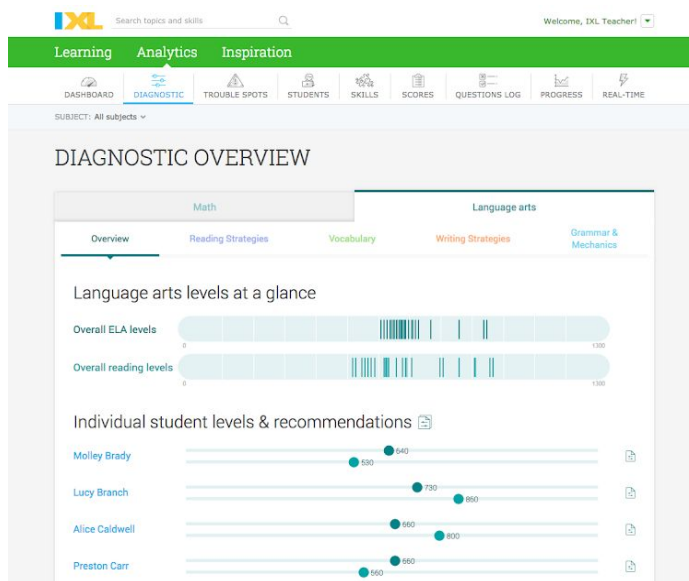 IXL Search topics and skills Welcome, IXL Teacher!
Learning Analytics Inspiration
DASHBOARD DIAGNOSTIC TROUBLE SPOTS STUDENTS SKILLS SCORES QUESTIONS LOG PROGRESS REAL-TIME
SUBJECT: All subjects
DIAGNOSTIC OVERVIEW
Math Language arts
Overview Reading Strategies Vocabulary Writing Strategies Grammar &
Mechanics
Language arts levels at a glance
Overall ELA levels
0 1300
Overall reading levels
0 1300
Individual student levels & recommendations
Molley Brady 640
530
Lucy Branch 730
850
Alice Caldwell 660
800
Preston Carr 660
560